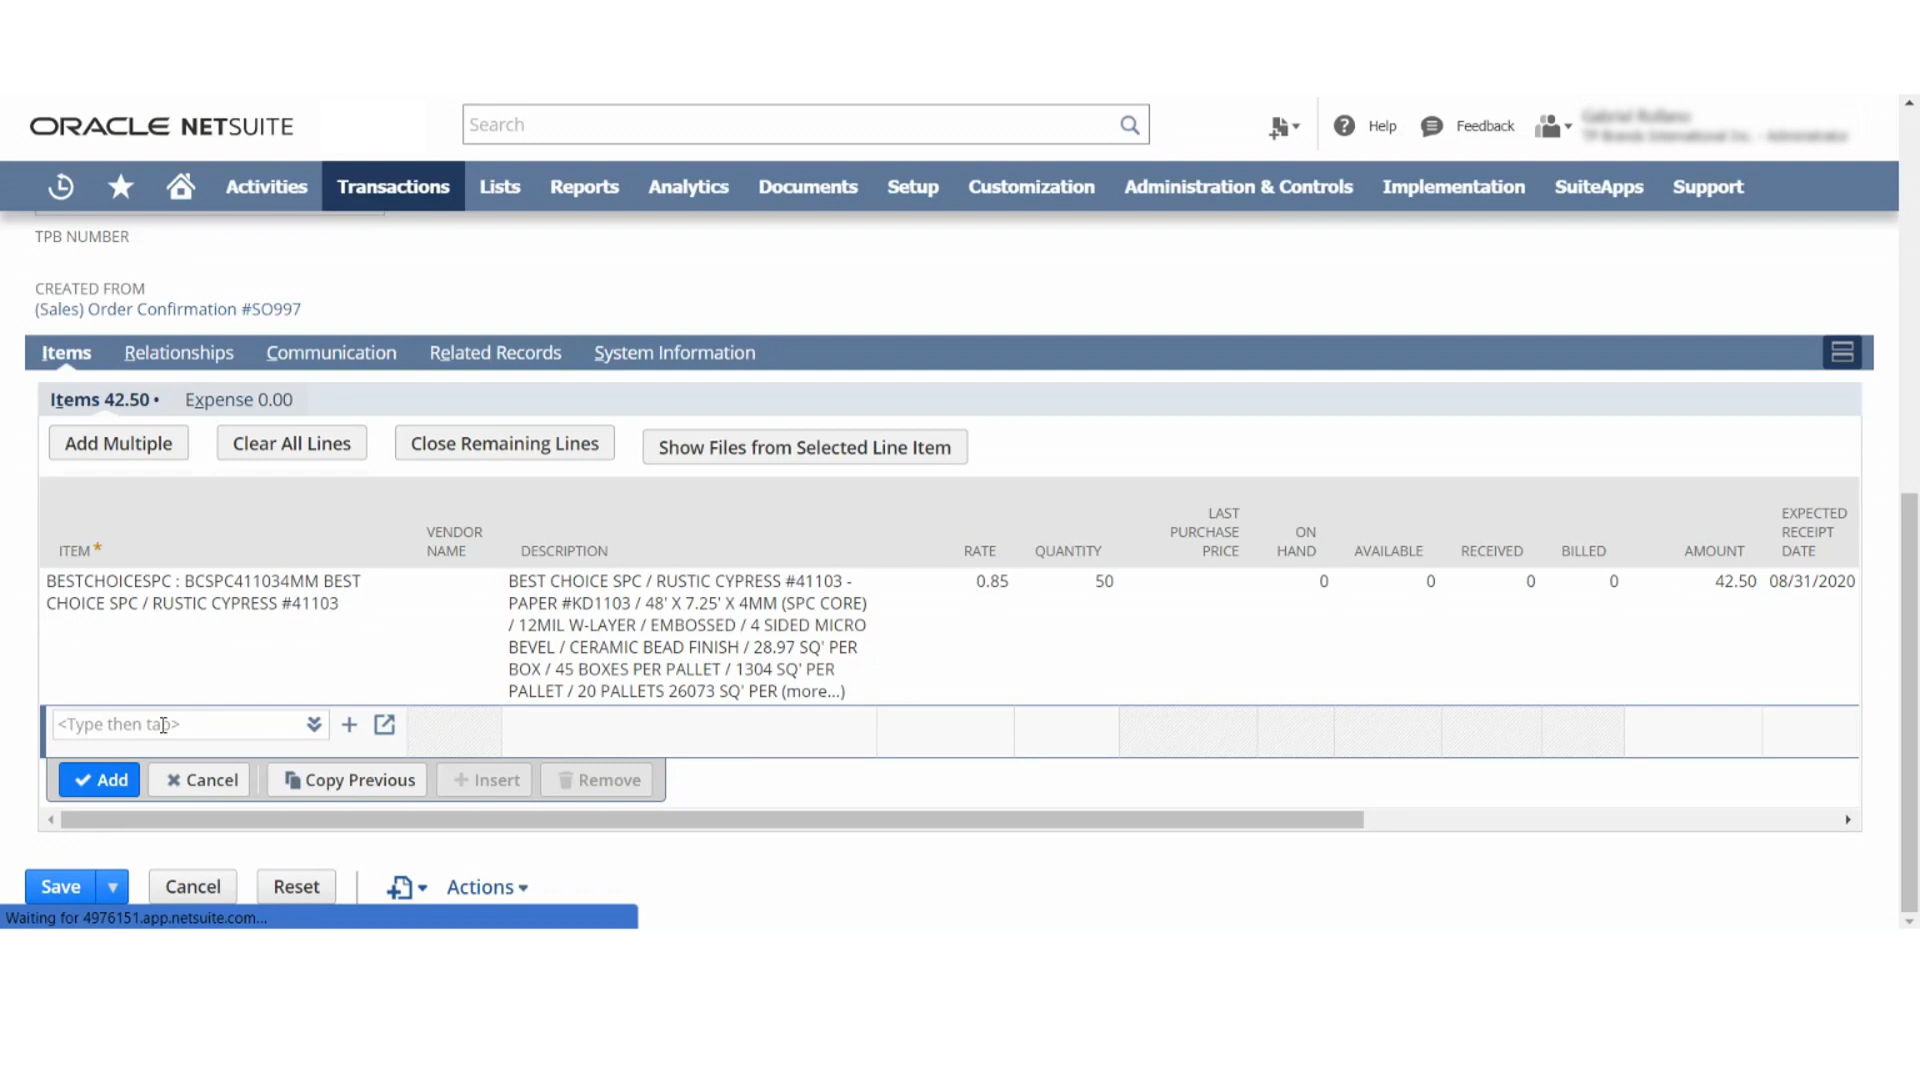 ORACLE NETSUITE
Search
Help
Feedback
Activities
Transactions
Lists
Reports
Analytics
Documents
Setup
Customization
Administration & Controls
Implementation
SuiteApps
Support
TPB NUMBER
CREATED FROM
(Sales) Order Confirmation #SO997
Items
Relationships
Communication
Related Records
System Information
Items 42.50 •
Expense 0.00
Add Multiple
Clear All Lines
Close Remaining Lines
Show Files from Selected Line Item
ITEM *
VENDOR
NAME
DESCRIPTION
RATE
QUANTITY
LAST
PURCHASE
PRICE
ON
HAND
AVAILABLE
RECEIVED
BILLED
AMOUNT
EXPECTED
RECEIPT
DATE
BESTCHOICESPC : BCSPC411034MM BEST
CHOICE SPC / RUSTIC CYPRESS #41103
BEST CHOICE SPC / RUSTIC CYPRESS #41103 -
PAPER #KD1103 / 48' X 7.25' X 4MM (SPC CORE)
/ 12MIL W-LAYER / EMBOSSED / 4 SIDED MICRO
BEVEL / CERAMIC BEAD FINISH / 28.97 SQ' PER
BOX / 45 BOXES PER PALLET / 1304 SQ' PER
PALLET / 20 PALLETS 26073 SQ' PER (more...)
0.85
50
0
0
0
0
42.50
08/31/2020
<Type then tab>
Add
Cancel
Copy Previous
Insert
Remove
Save
Cancel
Reset
Actions
Waiting for 4976151.app.netsuite.com...